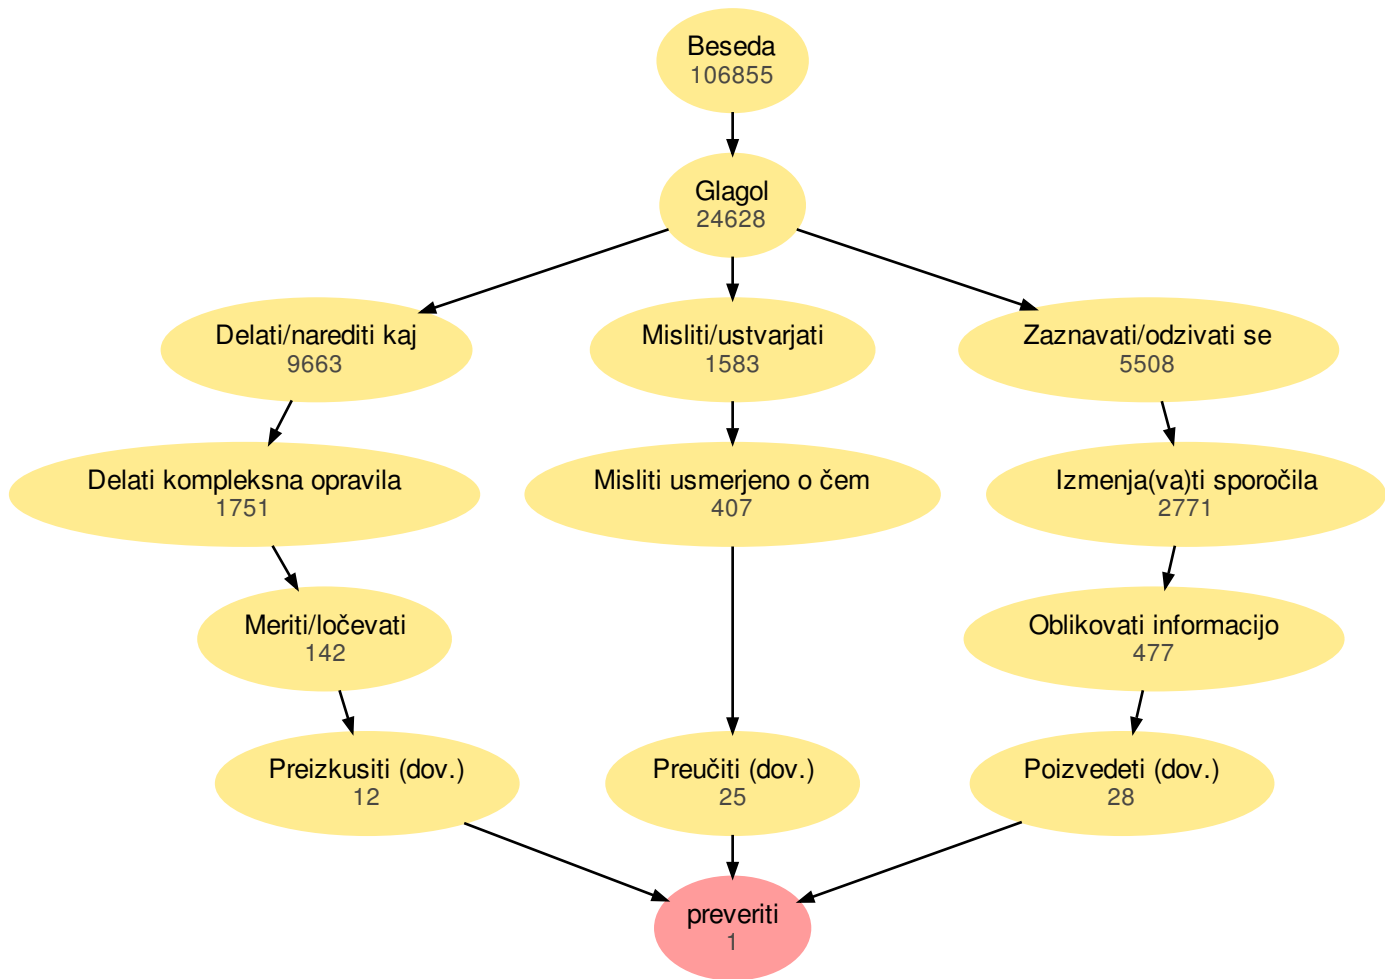 Beseda
106855
Glagol
24628
Delati/narediti kaj
9663
Misliti/ustvarjati
1583
Zaznavati/odzivati se
5508
Delati kompleksna opravila
1751
Misliti usmerjeno o čem
407
Izmenja(va)ti sporočila
2771
Meriti/ločevati
142
Oblikovati informacijo
477
Preizkusiti (dov.)
12
Preučiti (dov.)
25
Poizvedeti (dov.)
28
preveriti
1